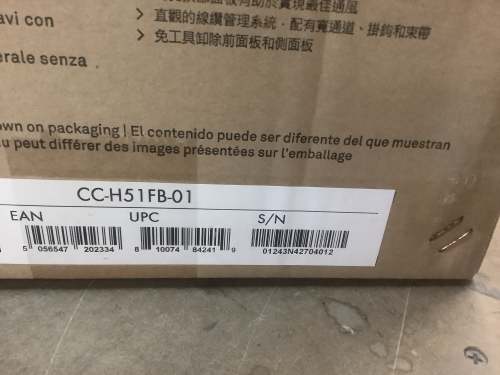 avi con
erale senza
直觀的線纜管理系統，配有寬通道、掛鉤和束帶
免工具卸除前面板和側面板
own on packaging | El contenido puede ser diferente del que muestran
u peut différer des images présentées sur l'emballage
CC-H51FB-01
EAN UPC S/N
5 056547 202334 8 10074 84241 9 01243N42704012